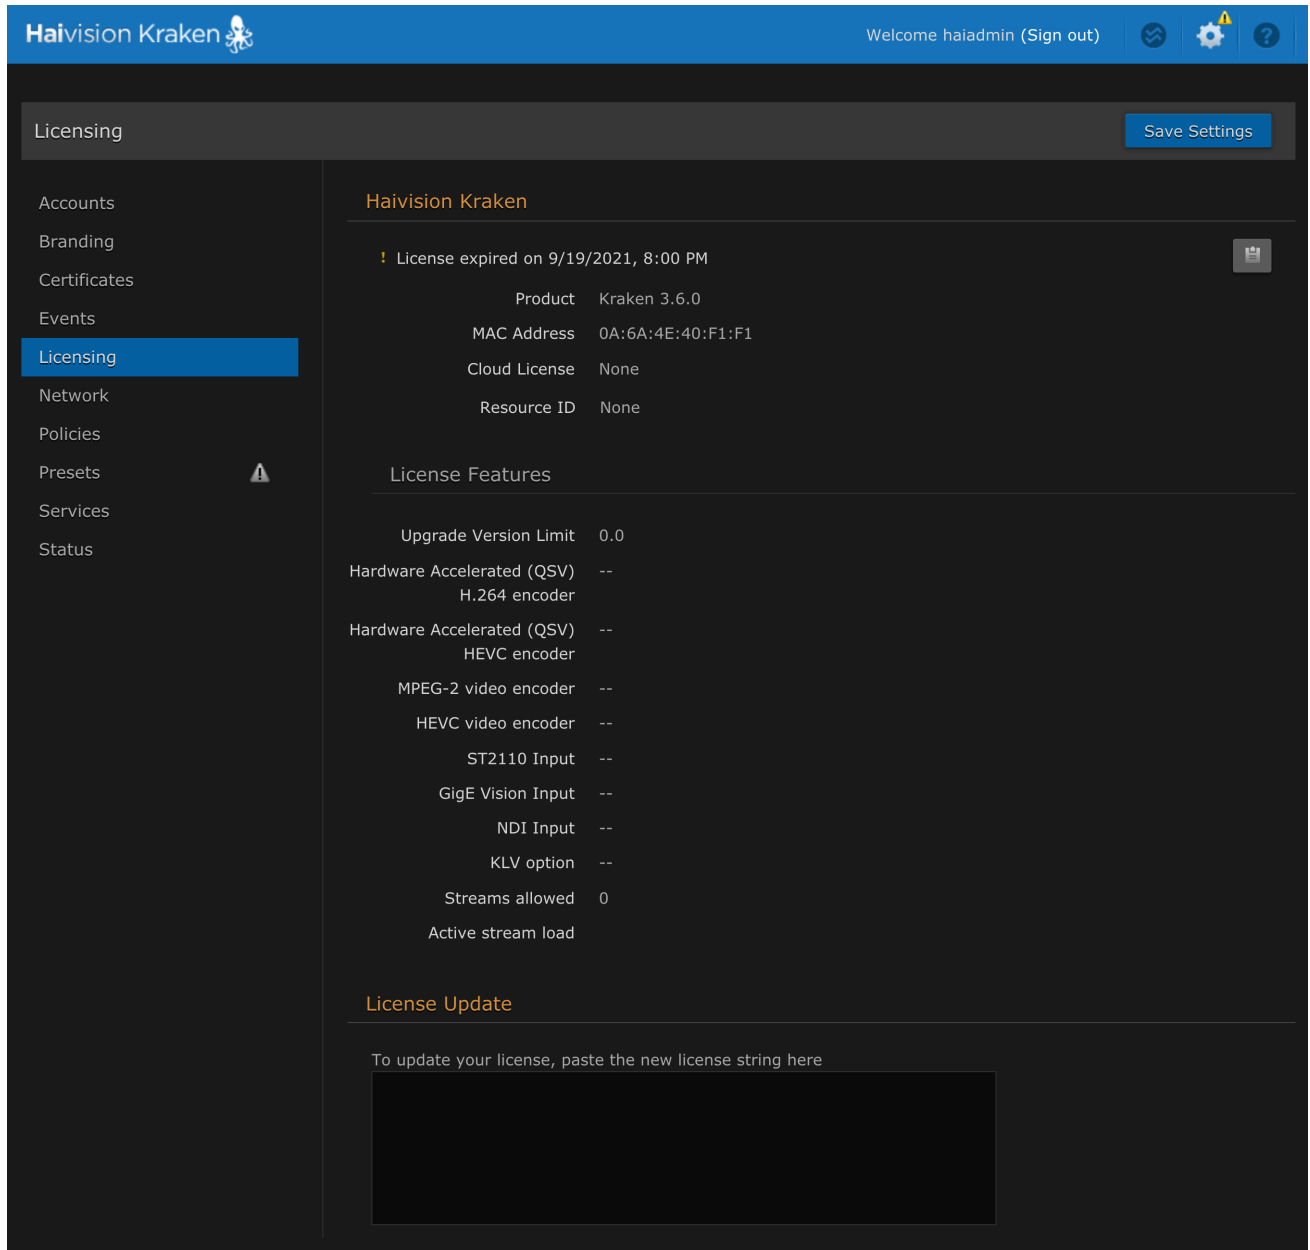 Haivision Kraken
Welcome haiadmin (Sign out)
Licensing
Save Settings
Accounts
Branding
Certificates
Events
Licensing
Network
Policies
Presets
Services
Status
Haivision Kraken
! License expired on 9/19/2021, 8:00 PM
Product Kraken 3.6.0
MAC Address 0A:6A:4E:40:F1:F1
Cloud License None
Resource ID None
License Features
Upgrade Version Limit 0.0
Hardware Accelerated (QSV) --
H.264 encoder
Hardware Accelerated (QSV) --
HEVC encoder
MPEG-2 video encoder --
HEVC video encoder --
ST2110 Input --
GigE Vision Input --
NDI Input --
KLV option --
Streams allowed 0
Active stream load
License Update
To update your license, paste the new license string here